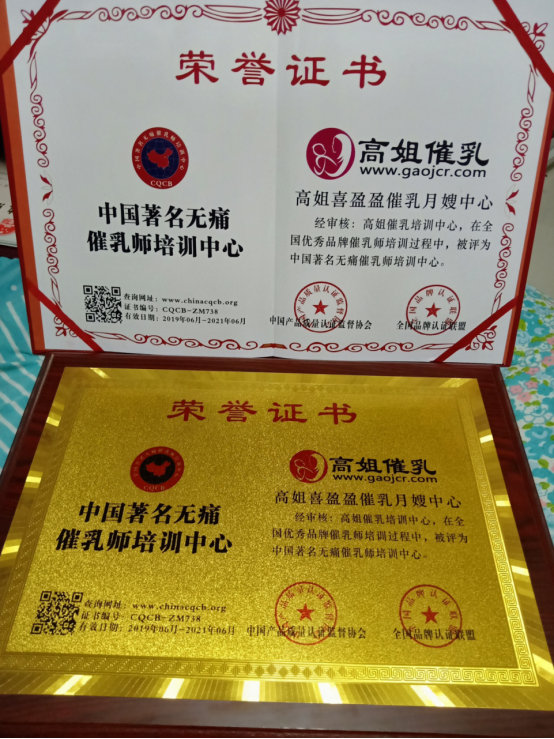 荣誉证书
CQCB
中国著名无痛
催乳师培训中心
高姐催乳
www.gaojcr.com
高姐喜盈盈催乳月嫂中心
经审核：高姐催乳培训中心，在全
国优秀品牌催乳师培训过程中，被评为
中国著名无痛催乳师培训中心。
查询网址：www.chinacqcb.org
证书编号：CQCB-ZM738
有效日期：2019年06月-2021年06月
中国产品质量认证监督协会
全国品牌认证联盟
荣誉证书
CQCB
中国著名无痛
催乳师培训中心
高姐催乳
www.gaojcr.com
高姐喜盈盈催乳月嫂中心
经审核：高姐催乳培训中心，在全
国优秀品牌催乳师培训过程中，被评为
中国著名无痛催乳师培训中心。
查询网址：www.chinacqcb.org
证书编号：CQCB-ZM738
有效日期：2019年06月-2021年06月
中国产品质量认证监督协会
全国品牌认证联盟